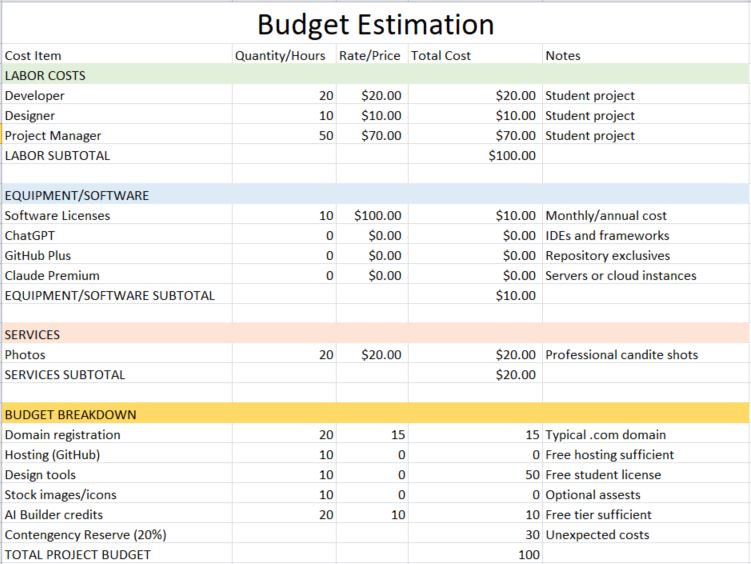 Budget Estimation
Cost Item Quantity/Hours Rate/Price Total Cost Notes
LABOR COSTS
Developer 20 $20.00 $20.00 Student project
Designer 10 $10.00 $10.00 Student project
Project Manager 50 $70.00 $70.00 Student project
LABOR SUBTOTAL $100.00
EQUIPMENT/SOFTWARE
Software Licenses 10 $100.00 $10.00 Monthly/annual cost
ChatGPT 0 $0.00 $0.00 IDEs and frameworks
GitHub Plus 0 $0.00 $0.00 Repository exclusives
Claude Premium 0 $0.00 $0.00 Servers or cloud instances
EQUIPMENT/SOFTWARE SUBTOTAL $10.00
SERVICES
Photos 20 $20.00 $20.00 Professional candite shots
SERVICES SUBTOTAL $20.00
BUDGET BREAKDOWN
Domain registration 20 15 15 Typical .com domain
Hosting (GitHub) 10 0 0 Free hosting sufficient
Design tools 10 0 50 Free student license
Stock images/icons 10 0 0 Optional assests
AI Builder credits 20 10 10 Free tier sufficient
Contengency Reserve (20%) 30 Unexpected costs
TOTAL PROJECT BUDGET 100